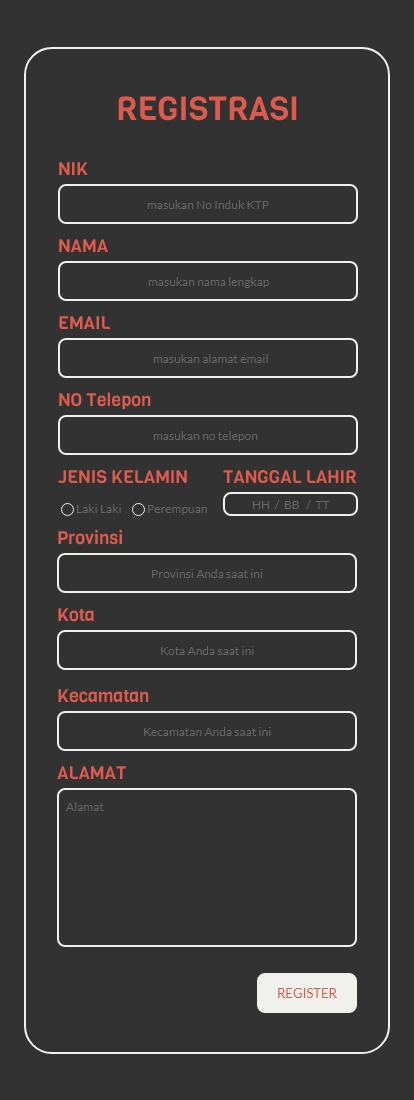 REGISTRASI
NIK
masukan No Induk KTP
NAMA
masukan nama lengkap
EMAIL
masukan alamat email
NO Telepon
masukan no telepon
JENIS KELAMIN TANGGAL LAHIR
Laki Laki Perempuan HH / BB / TT
Provinsi
Provinsi Anda saat ini
Kota
Kota Anda saat ini
Kecamatan
Kecamatan Anda saat ini
ALAMAT
Alamat
REGISTER